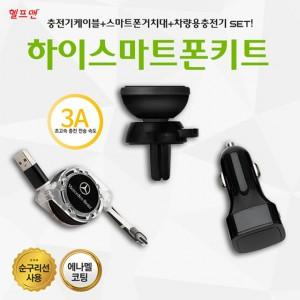 헬프맨
충전기케이블+스마트폰거치대+차량용충전기 SET!
하이스마트폰키트
3A
초고속 충전 전송 속도
Mercedes-Benz
순구리선
사용
에나멜
코팅